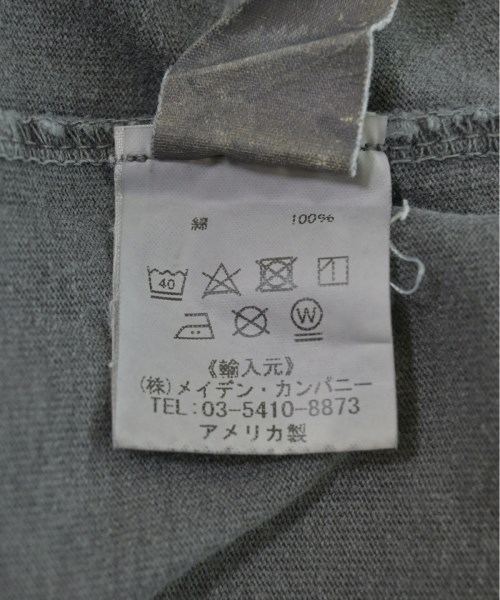 綿 100%
40
W
《輸入元》
(株)メイデン・カンパニー
TEL:03-5410-8873
アメリカ製